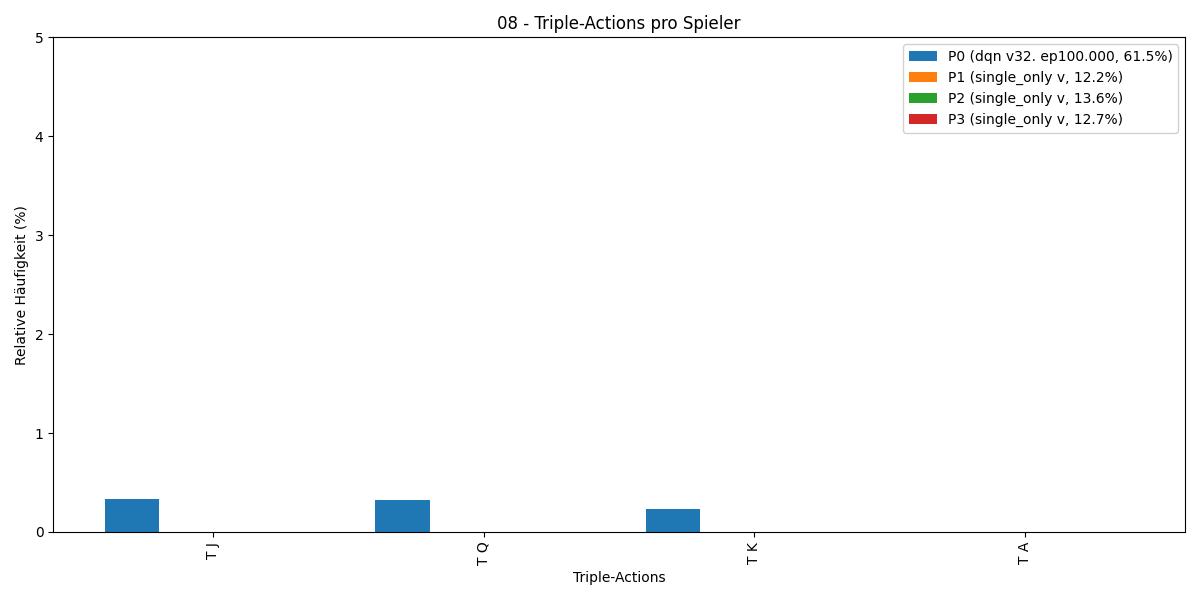 08 - Triple-Actions pro Spieler
P0 (dqn v32. ep100.000, 61.5%)
P1 (single_only v, 12.2%)
P2 (single_only v, 13.6%)
P3 (single_only v, 12.7%)
Relative Häufigkeit (%)
5
4
3
2
1
0
T J
T Q
T K
T A
Triple-Actions